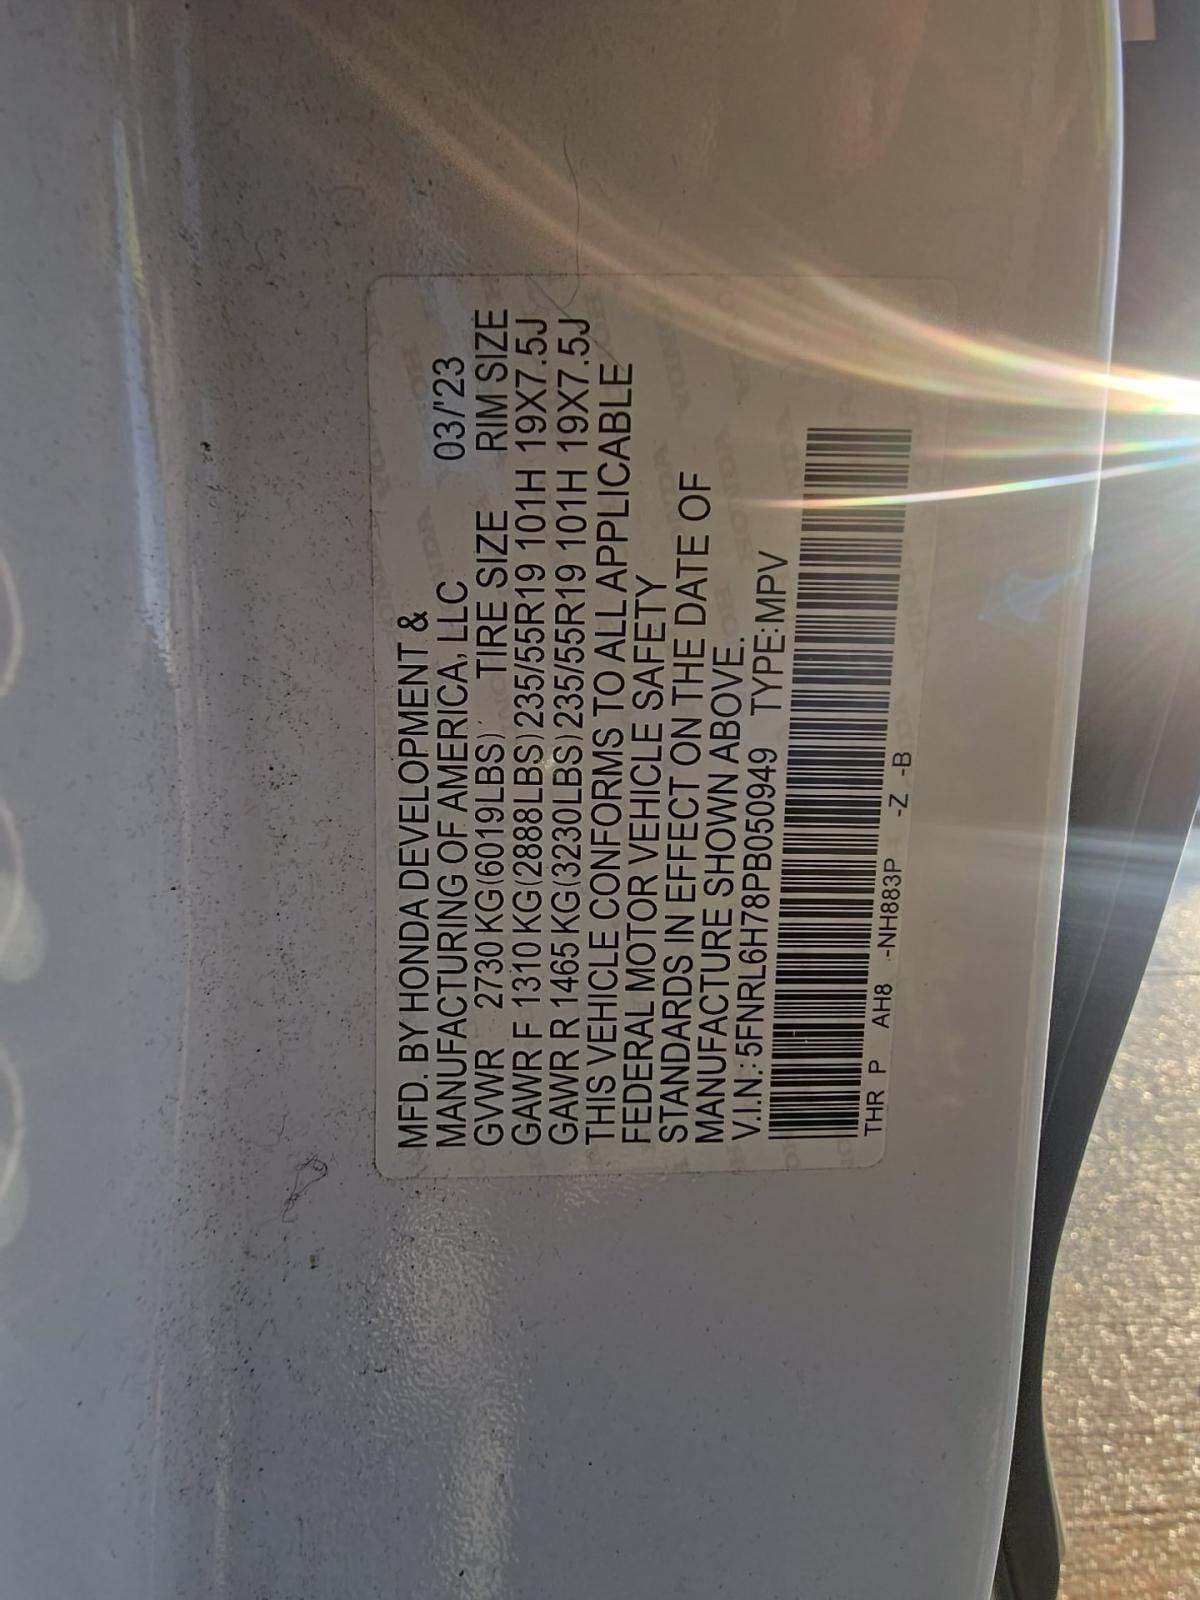 MFD. BY HONDA DEVELOPMENT &
MANUFACTURING OF AMERICA, LLC 03/'23
GVWR 2730 KG(6019LBS) TIRE SIZE RIM SIZE
GAWR F 1310 KG(2888LBS)235/55R19 101H 19X7.5J
GAWR R 1465 KG(3230LBS)235/55R19 101H 19X7.5J
THIS VEHICLE CONFORMS TO ALL APPLICABLE
FEDERAL MOTOR VEHICLE SAFETY
STANDARDS IN EFFECT ON THE DATE OF
MANUFACTURE SHOWN ABOVE.
V.I.N.: 5FNRL6H78PB050949 TYPE:MPV
THR P AH8 -NH883P -Z -B